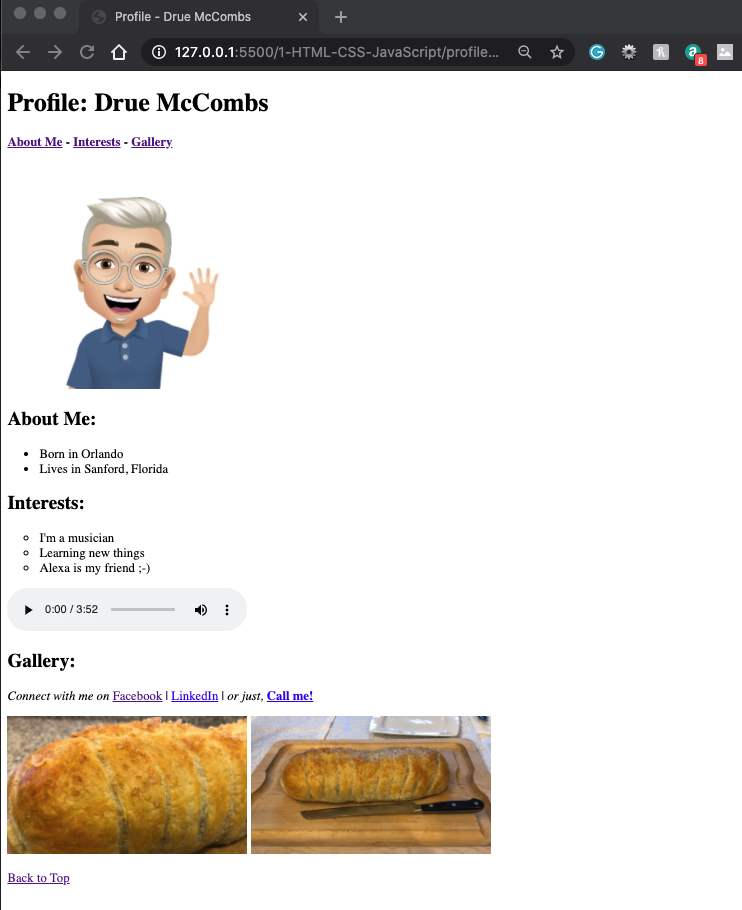 Profile - Drue McCombs
127.0.0.1:5500/1-HTML-CSS-JavaScript/profile...
8
Profile: Drue McCombs
About Me - Interests - Gallery
About Me:
Born in Orlando
Lives in Sanford, Florida
Interests:
I'm a musician
Learning new things
Alexa is my friend ;-)
0:00 / 3:52
Gallery:
Connect with me on Facebook | LinkedIn | or just, Call me!
Back to Top